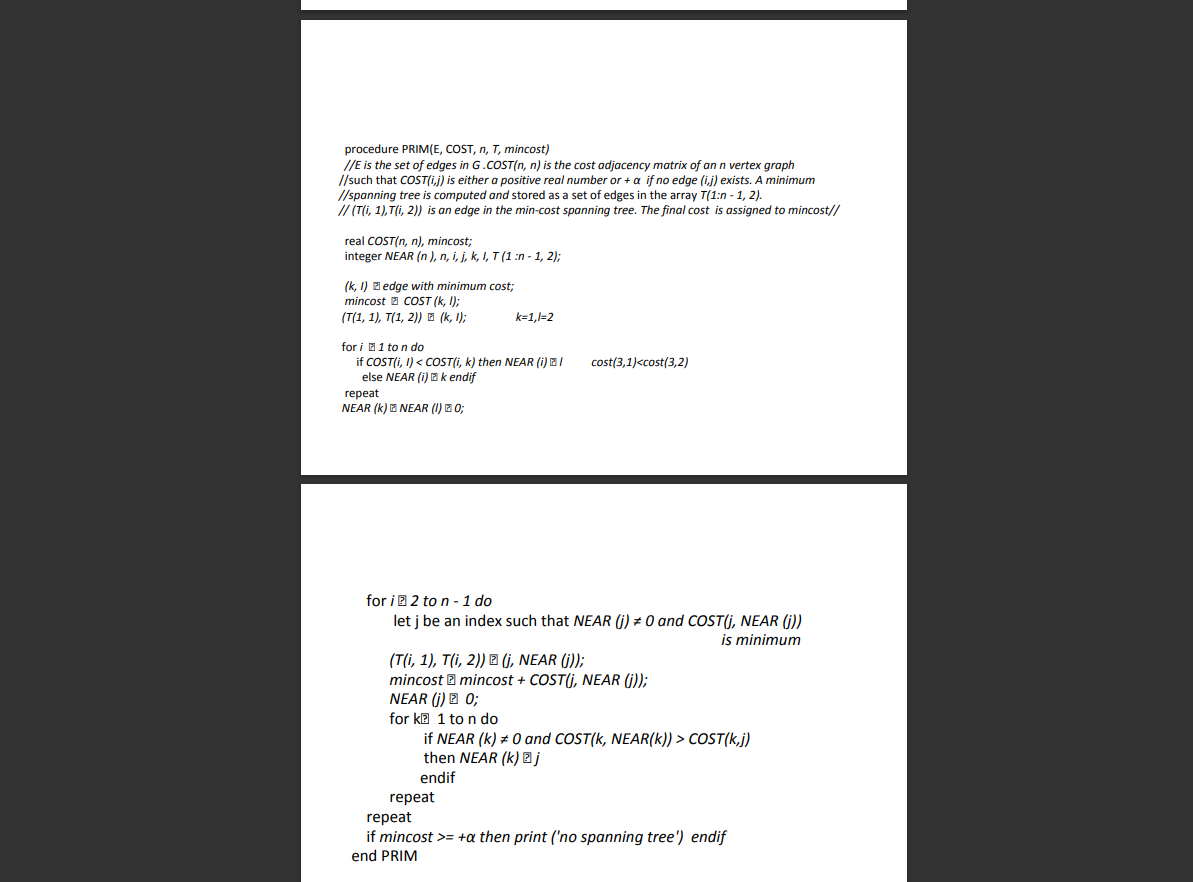 procedure PRIM(E, COST, n, T, mincost)
//E is the set of edges in G .COST(n, n) is the cost adjacency matrix of an n vertex graph
//such that COST(i,j) is either a positive real number or + α if no edge (i,j) exists. A minimum
//spanning tree is computed and stored as a set of edges in the array T(1:n - 1, 2).
// (T(i, 1),T(i, 2)) is an edge in the min-cost spanning tree. The final cost is assigned to mincost//
real COST(n, n), mincost;
integer NEAR (n ), n, i, j, k, l, T (1 :n - 1, 2);
(k, l) ⍰ edge with minimum cost;
mincost ⍰ COST (k, l);
(T(1, 1), T(1, 2)) ⍰ (k, l); k=1,l=2
for i ⍰ 1 to n do
if COST(i, l) < COST(i, k) then NEAR (i) ⍰ l cost(3,1)<cost(3,2)
else NEAR (i) ⍰ k endif
repeat
NEAR (k) ⍰ NEAR (l) ⍰ 0;
for i ⍰ 2 to n - 1 do
let j be an index such that NEAR (j) ≠ 0 and COST(j, NEAR (j))
is minimum
(T(i, 1), T(i, 2)) ⍰ (j, NEAR (j));
mincost ⍰ mincost + COST(j, NEAR (j));
NEAR (j) ⍰ 0;
for k⍰ 1 to n do
if NEAR (k) ≠ 0 and COST(k, NEAR(k)) > COST(k,j)
then NEAR (k) ⍰ j
endif
repeat
repeat
if mincost >= +α then print ('no spanning tree') endif
end PRIM